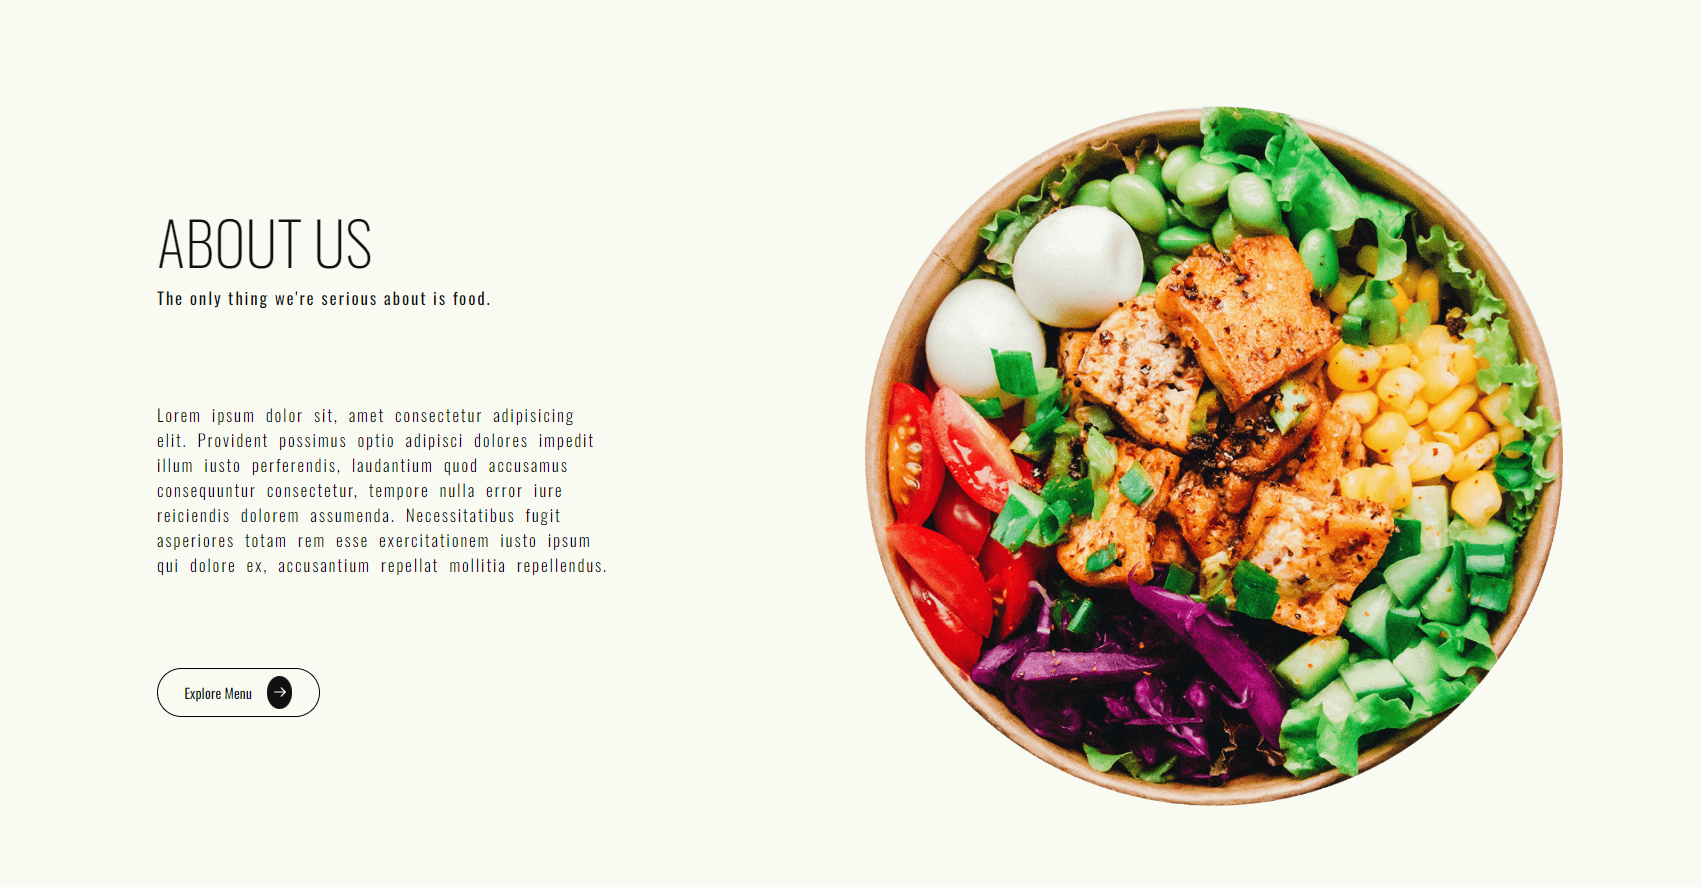 ABOUT US
The only thing we're serious about is food.
Lorem ipsum dolor sit, amet consectetur adipisicing
elit. Provident possimus optio adipisci dolores impedit
illum iusto perferendis, laudantium quod accusamus
consequuntur consectetur, tempore nulla error iure
reiciendis dolorem assumenda. Necessitatibus fugit
asperiores totam rem esse exercitationem iusto ipsum
qui dolore ex, accusantium repellat mollitia repellendus.
Explore Menu